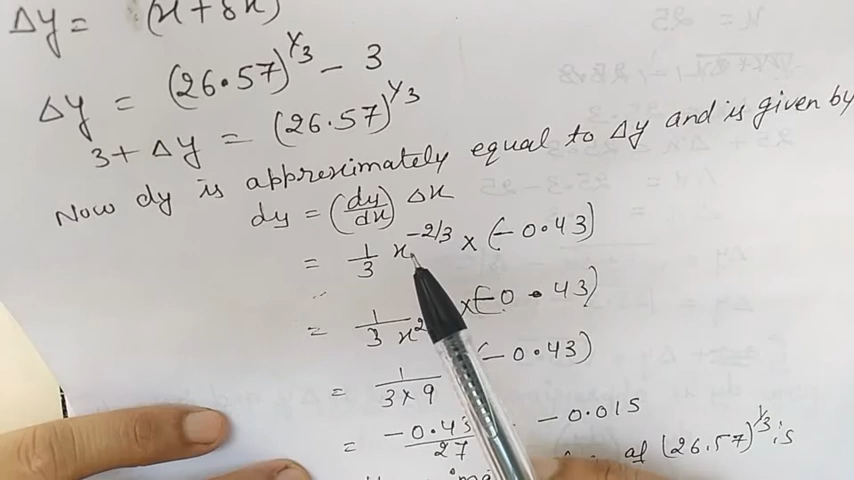 Δy = (x + δx)
Δy = (26.57)^1/3 - 3
3 + Δy = (26.57)^1/3
Now dy is approximately equal to Δy and is given by
dy = (dy/dx) Δx
= 1/3 x^-2/3 × (-0.43)
= 1/3 x^2 × (-0.43)
= 1/3×9 (-0.43)
= -0.43/27 - 0.015
of (26.57)^1/3 is